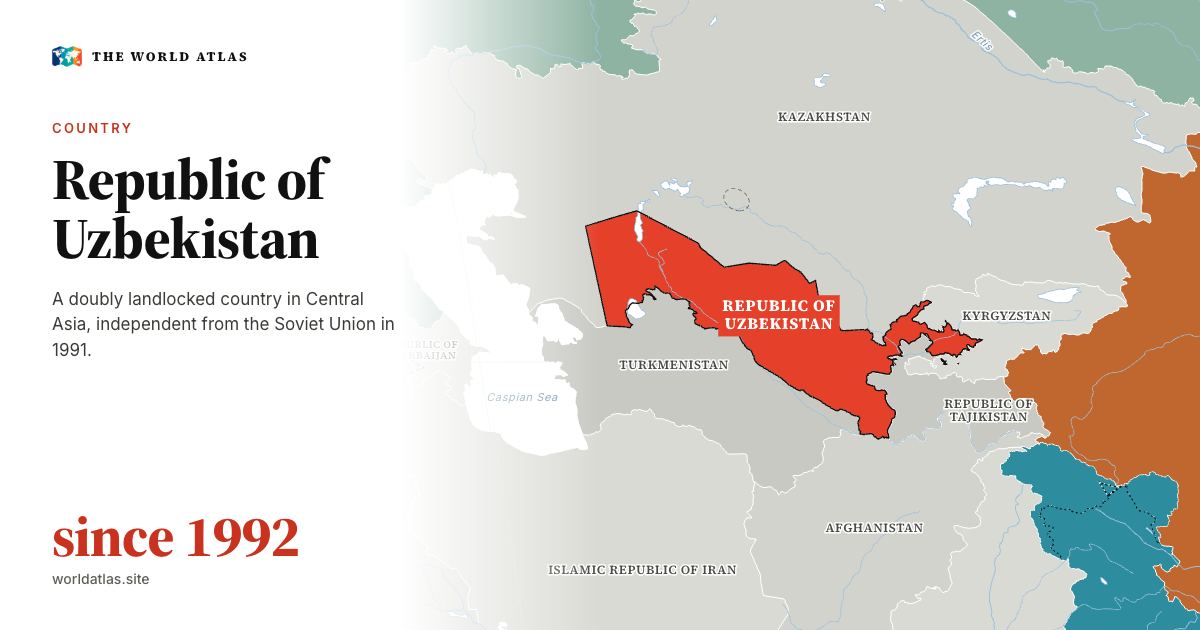 THE WORLD ATLAS
COUNTRY
Republic of
Uzbekistan
A doubly landlocked country in Central
Asia, independent from the Soviet Union in
1991.
since 1992
worldatlas.site
Ertis
KAZAKHSTAN
REPUBLIC OF
UZBEKISTAN
KYRGYZSTAN
TURKMENISTAN
Caspian Sea
REPUBLIC OF
TAJIKISTAN
AFGHANISTAN
ISLAMIC REPUBLIC OF IRAN